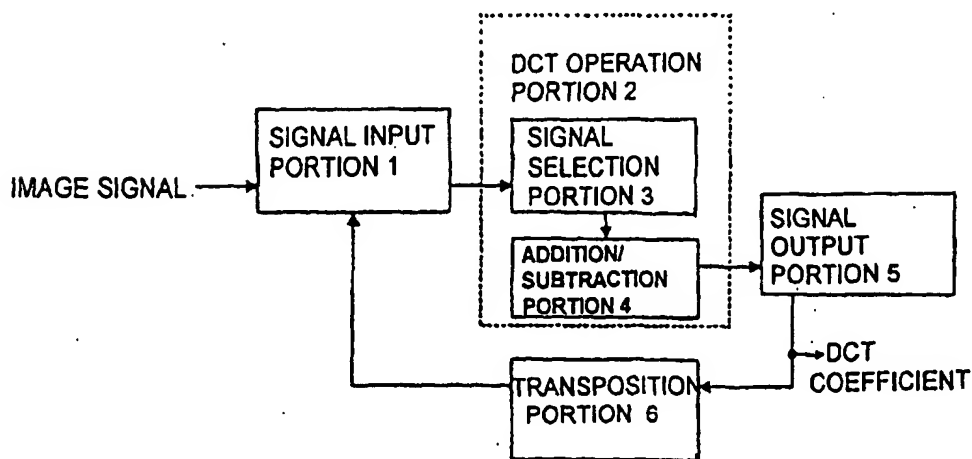 DCT OPERATION
PORTION 2
SIGNAL INPUT
PORTION 1
SIGNAL
SELECTION
PORTION 3
IMAGE SIGNAL
SIGNAL
OUTPUT
PORTION 5
ADDITION/
SUBTRACTION
PORTION 4
DCT
COEFFICIENT
TRANSPOSITION
PORTION 6